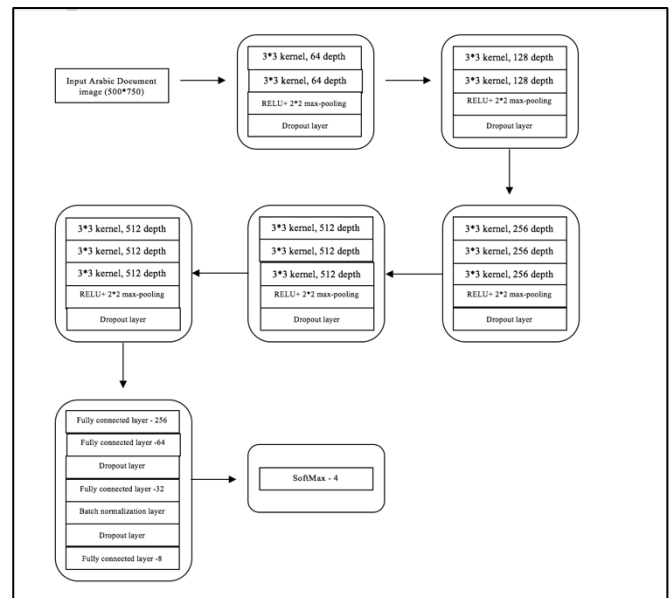 Input Arabic Document
image (500*750)
3*3 kernel, 64 depth
3*3 kernel, 64 depth
RELU+ 2*2 max-pooling
Dropout layer
3*3 kernel, 128 depth
3*3 kernel, 128 depth
RELU+ 2*2 max-pooling
Dropout layer
3*3 kernel, 256 depth
3*3 kernel, 256 depth
3*3 kernel, 256 depth
RELU+ 2*2 max-pooling
Dropout layer
3*3 kernel, 512 depth
3*3 kernel, 512 depth
3*3 kernel, 512 depth
RELU+ 2*2 max-pooling
Dropout layer
3*3 kernel, 512 depth
3*3 kernel, 512 depth
3*3 kernel, 512 depth
RELU+ 2*2 max-pooling
Dropout layer
Fully connected layer - 256
Fully connected layer -64
Dropout layer
Fully connected layer -32
Batch normalization layer
Dropout layer
Fully connected layer -8
SoftMax - 4